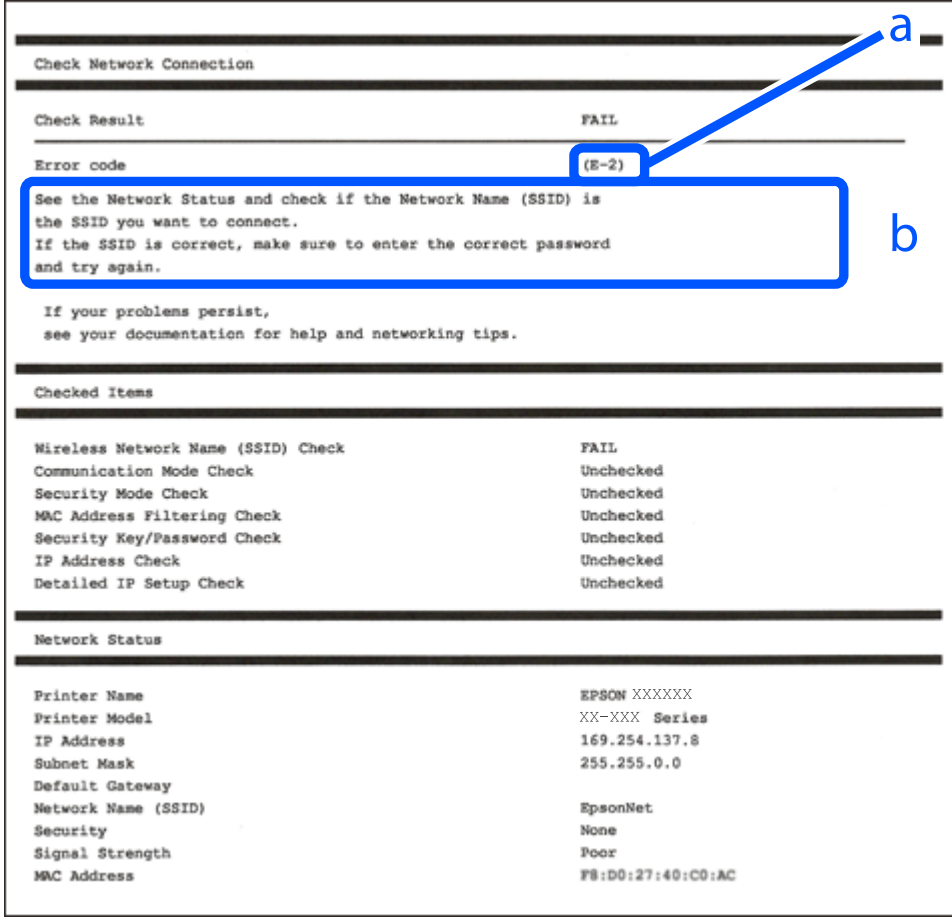 a
Check Network Connection
Check Result FAIL
Error code (E-2)
See the Network Status and check if the Network Name (SSID) is
the SSID you want to connect.
If the SSID is correct, make sure to enter the correct password
and try again.
b
If your problems persist,
see your documentation for help and networking tips.
Checked Items
Wireless Network Name (SSID) Check FAIL
Communication Mode Check Unchecked
Security Mode Check Unchecked
MAC Address Filtering Check Unchecked
Security Key/Password Check Unchecked
IP Address Check Unchecked
Detailed IP Setup Check Unchecked
Network Status
Printer Name EPSON XXXXXX
Printer Model XX-XXX Series
IP Address 169.254.137.8
Subnet Mask 255.255.0.0
Default Gateway
Network Name (SSID) EpsonNet
Security None
Signal Strength Poor
MAC Address F8:D0:27:40:C0:AC